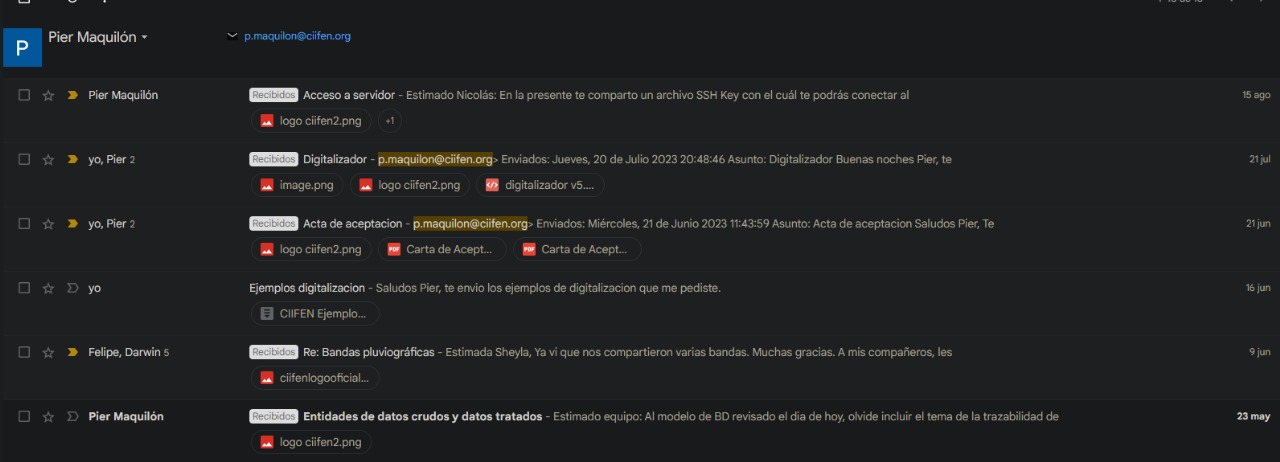 P
Pier Maquilón
p.maquilon@ciifen.org
Pier Maquilón Recibidos Acceso a servidor - Estimado Nicolás: En la presente te comparto un archivo SSH Key con el cuál te podrás conectar al 15 ago
logo ciifen2.png +1
yo, Pier 2 Recibidos Digitalizador - p.maquilon@ciifen.org> Enviados: Jueves, 20 de Julio 2023 20:48:46 Asunto: Digitalizador Buenas noches Pier, te 21 jul
image.png logo ciifen2.png digitalizador v5....
yo, Pier 2 Recibidos Acta de aceptacion - p.maquilon@ciifen.org> Enviados: Miércoles, 21 de Junio 2023 11:43:59 Asunto: Acta de aceptacion Saludos Pier, Te 21 jun
logo ciifen2.png PDF Carta de Acept... PDF Carta de Acept...
yo Ejemplos digitalizacion - Saludos Pier, te envio los ejemplos de digitalizacion que me pediste. 16 jun
CIIFEN Ejemplo...
Felipe, Darwin 5 Recibidos Re: Bandas pluviográficas - Estimada Sheyla, Ya vi que nos compartieron varias bandas. Muchas gracias. A mis compañeros, les 9 jun
ciifenlogooficial...
Pier Maquilón Recibidos Entidades de datos crudos y datos tratados - Estimado equipo: Al modelo de BD revisado el dia de hoy, olvide incluir el tema de la trazabilidad de 23 may
logo ciifen2.png